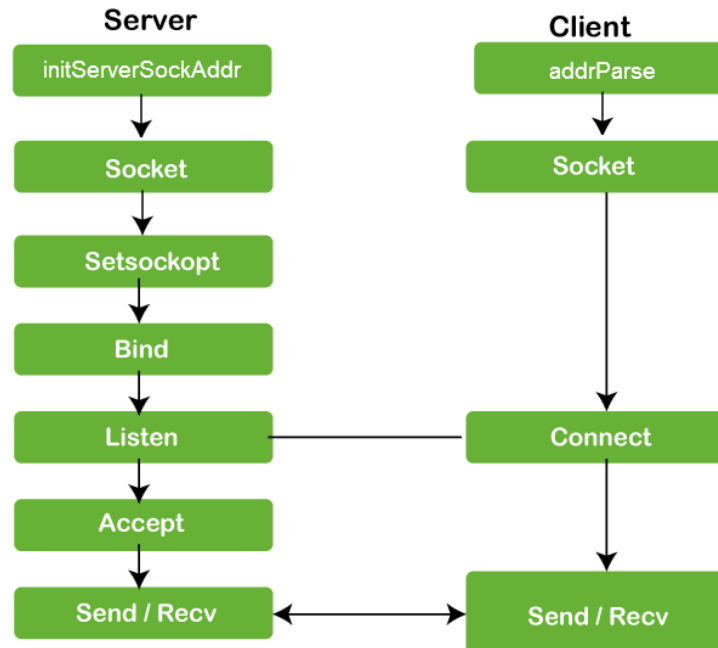 Server
Client
initServerSockAddr
addrParse
Socket
Socket
Setsockopt
Bind
Listen
Connect
Accept
Send / Recv
Send / Recv